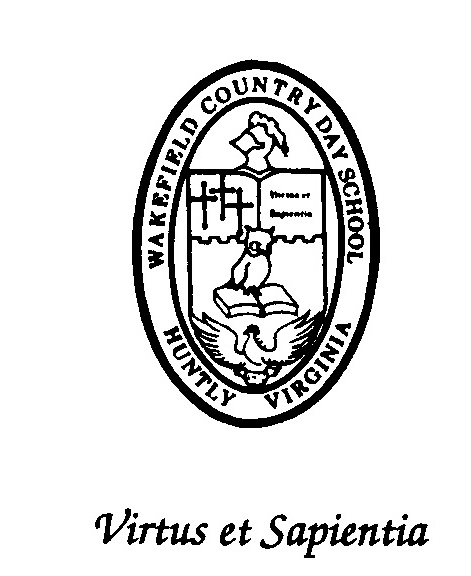 WAKEFIELD COUNTRY DAY SCHOOL
Virtus et
Sapientia
HUNTLY VIRGINIA
Virtus et Sapientia